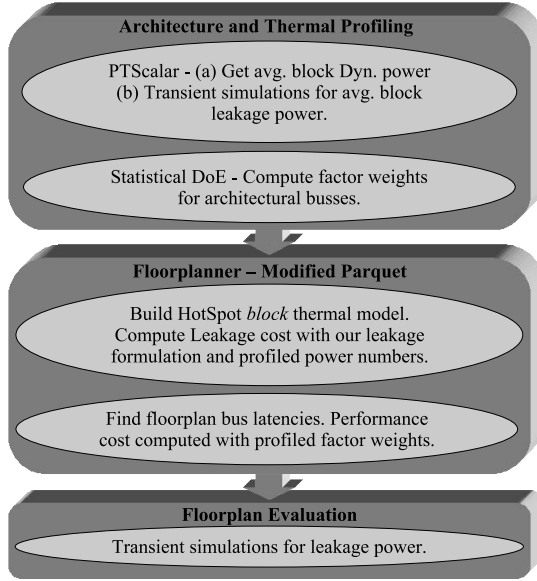 Architecture and Thermal Profiling
PTScalar - (a) Get avg. block Dyn. power
(b) Transient simulations for avg. block
leakage power.
Statistical DoE - Compute factor weights
for architectural busses.
Floorplanner – Modified Parquet
Build HotSpot block thermal model.
Compute Leakage cost with our leakage
formulation and profiled power numbers.
Find floorplan bus latencies. Performance
cost computed with profiled factor weights.
Floorplan Evaluation
Transient simulations for leakage power.